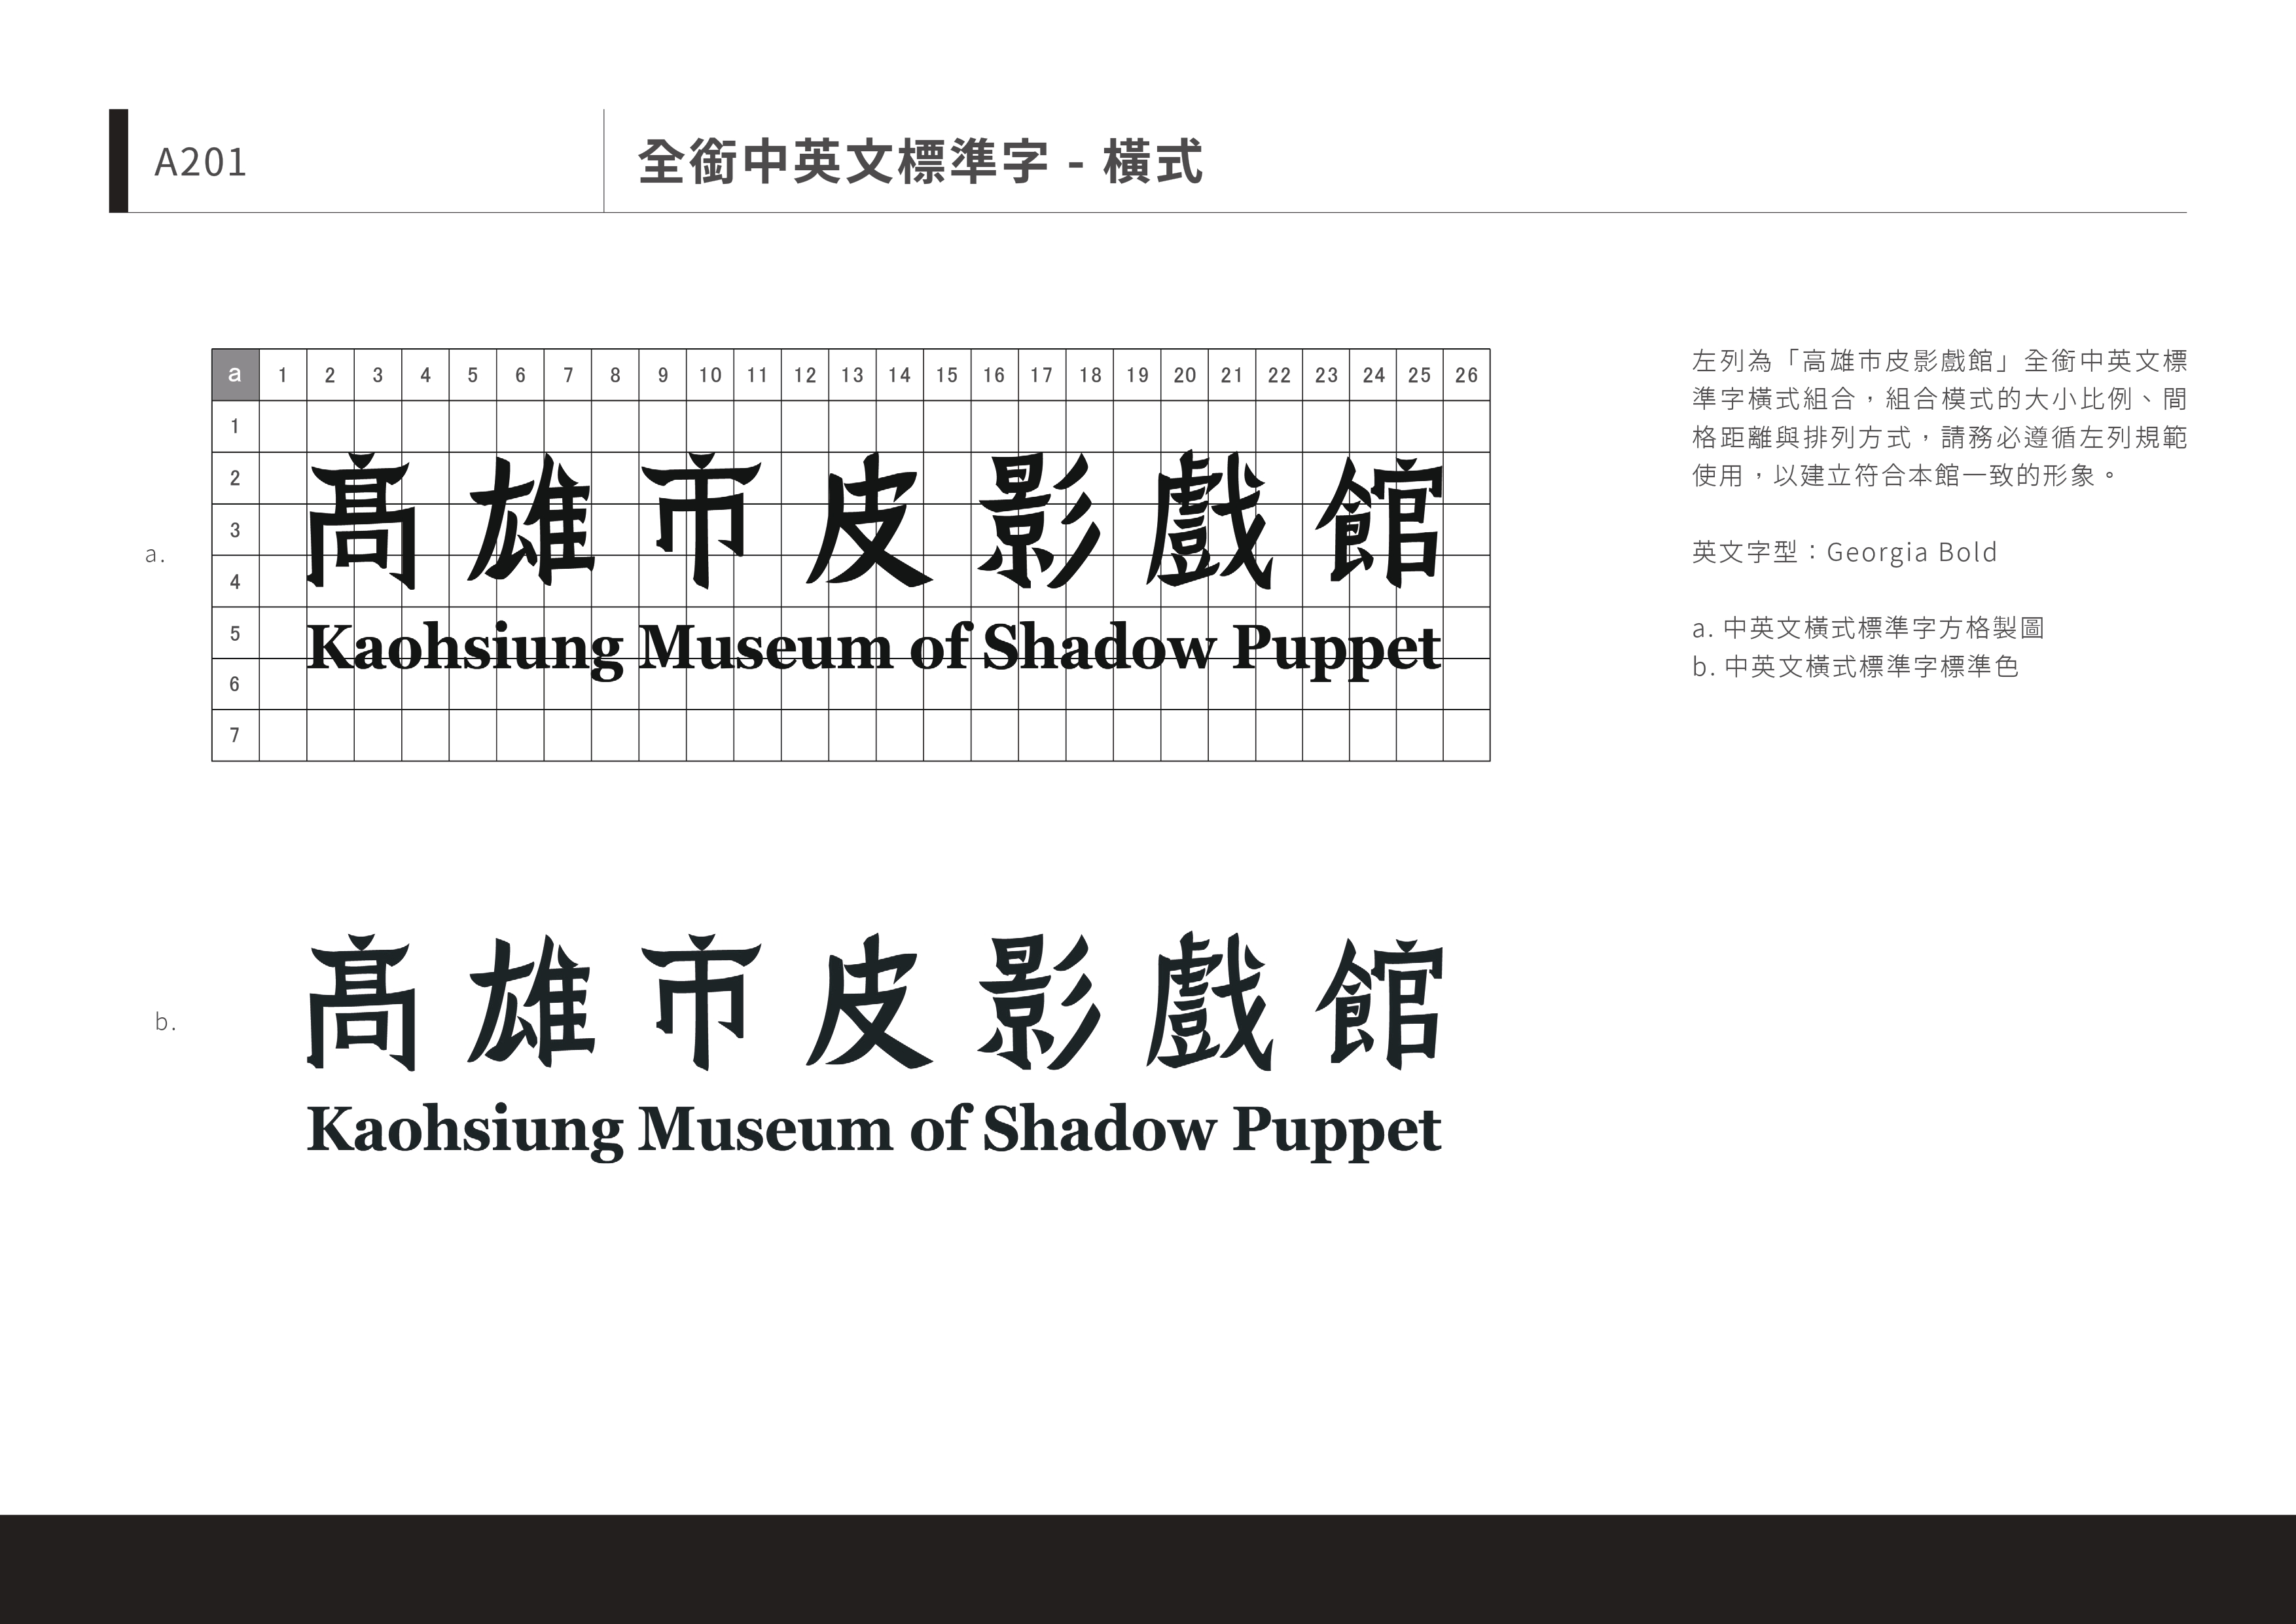 A201
全銜中英文標準字 - 橫式
a 1 2 3 4 5 6 7 8 9 10 11 12 13 14 15 16 17 18 19 20 21 22 23 24 25 26
1
2
3
4
5
6
7
a.
高雄市皮影戲館
Kaohsiung Museum of Shadow Puppet
b.
高雄市皮影戲館
Kaohsiung Museum of Shadow Puppet
左列為「高雄市皮影戲館」全銜中英文標
準字橫式組合，組合模式的大小比例、間
格距離與排列方式，請務必遵循左列規範
使用，以建立符合本館一致的形象。
英文字型：Georgia Bold
a. 中英文橫式標準字方格製圖
b. 中英文橫式標準字標準色